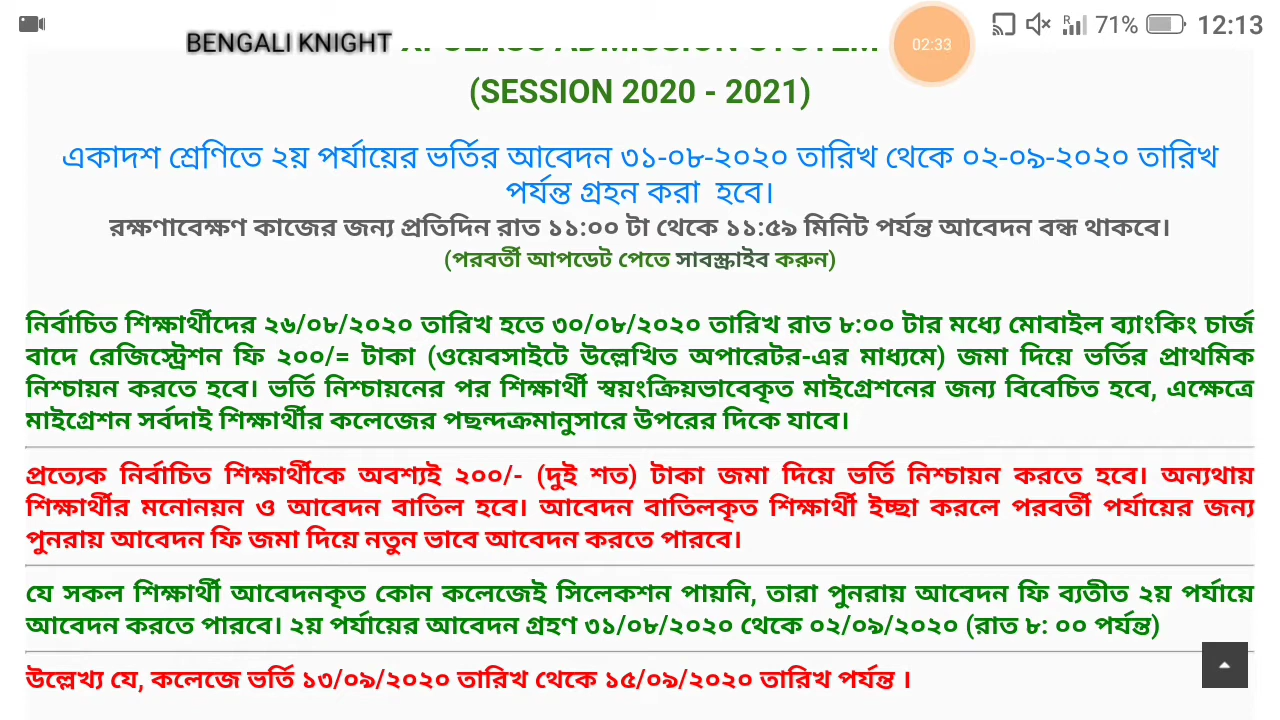 71% 12:13
BENGALI KNIGHT XI CLASS ADMISSION SYSTEM
02:33
(SESSION 2020 - 2021)
একাদশ শ্রেণিতে ২য় পর্যায়ের ভর্তির আবেদন ৩১-০৮-২০২০ তারিখ থেকে ০২-০৯-২০২০ তারিখ
পর্যন্ত গ্রহন করা হবে।
রক্ষণাবেক্ষণ কাজের জন্য প্রতিদিন রাত ১১:০০ টা থেকে ১১:৫৯ মিনিট পর্যন্ত আবেদন বন্ধ থাকবে।
(পরবর্তী আপডেট পেতে সাবস্ক্রাইব করুন)
নির্বাচিত শিক্ষার্থীদের ২৬/০৮/২০২০ তারিখ হতে ৩০/০৮/২০২০ তারিখ রাত ৮:০০ টার মধ্যে মোবাইল ব্যাংকিং চার্জ
বাদে রেজিস্ট্রেশন ফি ২০০/= টাকা (ওয়েবসাইটে উল্লেখিত অপারেটর-এর মাধ্যমে) জমা দিয়ে ভর্তির প্রাথমিক
নিশ্চায়ন করতে হবে। ভর্তি নিশ্চায়নের পর শিক্ষার্থী স্বয়ংক্রিয়ভাবেকৃত মাইগ্রেশনের জন্য বিবেচিত হবে, এক্ষেত্রে
মাইগ্রেশন সর্বদাই শিক্ষার্থীর কলেজের পছন্দক্রমানুসারে উপরের দিকে যাবে।
প্রত্যেক নির্বাচিত শিক্ষার্থীকে অবশ্যই ২০০/- (দুই শত) টাকা জমা দিয়ে ভর্তি নিশ্চায়ন করতে হবে। অন্যথায়
শিক্ষার্থীর মনোনয়ন ও আবেদন বাতিল হবে। আবেদন বাতিলকৃত শিক্ষার্থী ইচ্ছা করলে পরবর্তী পর্যায়ের জন্য
পুনরায় আবেদন ফি জমা দিয়ে নতুন ভাবে আবেদন করতে পারবে।
যে সকল শিক্ষার্থী আবেদনকৃত কোন কলেজেই সিলেকশন পায়নি, তারা পুনরায় আবেদন ফি ব্যতীত ২য় পর্যায়ে
আবেদন করতে পারবে। ২য় পর্যায়ের আবেদন গ্রহণ ৩১/০৮/২০২০ থেকে ০২/০৯/২০২০ (রাত ৮: ০০ পর্যন্ত)
উল্লেখ্য যে, কলেজে ভর্তি ১৩/০৯/২০২০ তারিখ থেকে ১৫/০৯/২০২০ তারিখ পর্যন্ত ।